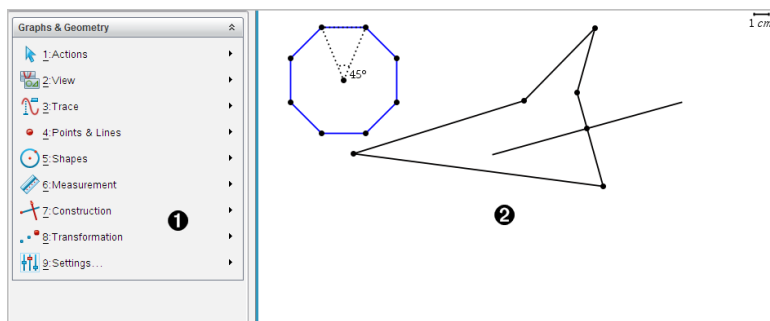 Graphs & Geometry
1:Actions
2:View
3:Trace
4:Points & Lines
5:Shapes
6:Measurement
7:Construction
8:Transformation
9:Settings...
1
45°
2
1 cm